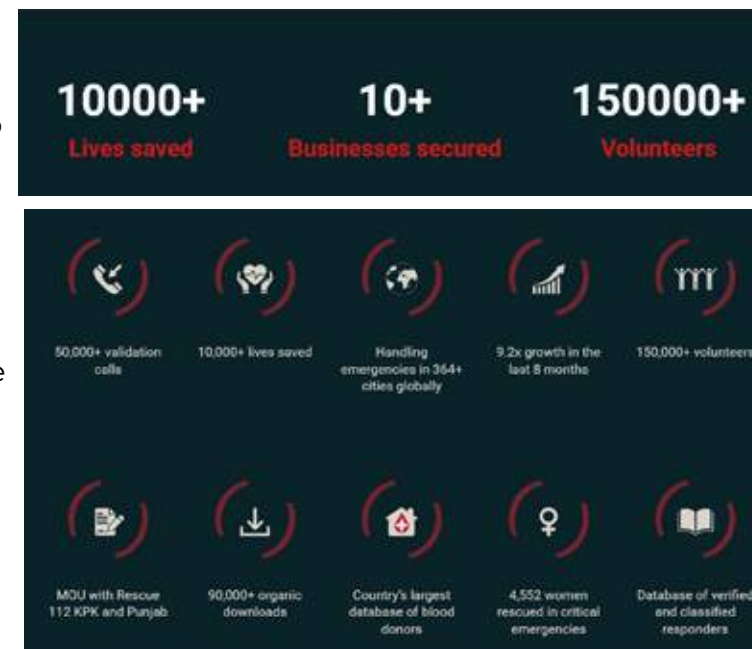 10000+
10+
150000+
Lives saved
Businesses secured
Volunteers
50,000+ validation
calls
10,000+ lives saved
Handling
emergencies in 364+
cities globally
9.2x growth in the
last 8 months
150,000+ volunteers
MOU with Rescue
112 KPK and Punjab
90,000+ organic
downloads
Country's largest
database of blood
donors
4,552 women
rescued in critical
emergencies
Database of verified
and classified
responders